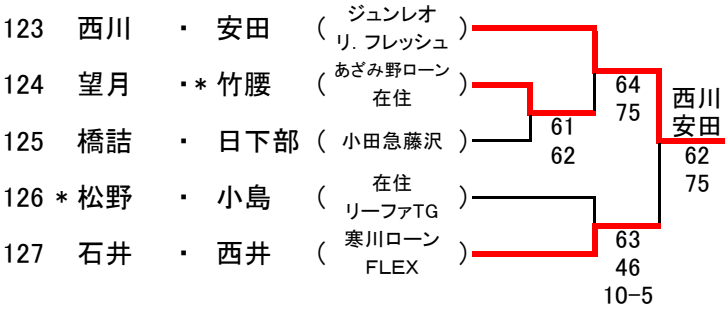 123 西川 ・ 安田 ( ジュンレオ
リ．フレッシュ )
124 望月 ・* 竹腰 ( あざみ野ローン
在住 )
125 橋詰 ・ 日下部 ( 小田急藤沢 )
126 * 松野 ・ 小島 ( 在住
リーファTG )
127 石井 ・ 西井 ( 寒川ローン
FLEX )
61
62
64
75
63
46
10-5
西川
安田
62
75